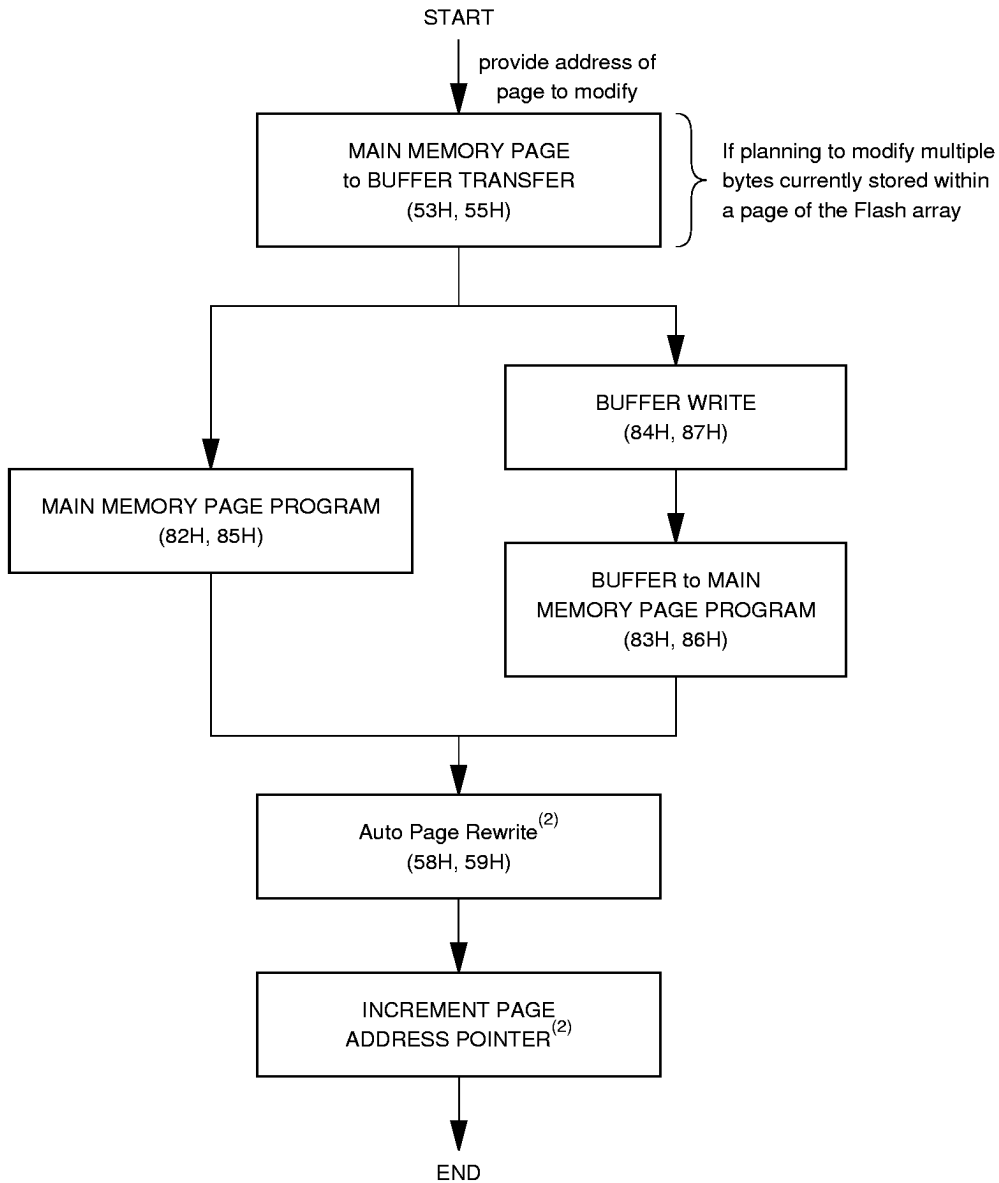 START
provide address of
page to modify
MAIN MEMORY PAGE
to BUFFER TRANSFER
(53H, 55H)
If planning to modify multiple
bytes currently stored within
a page of the Flash array
BUFFER WRITE
(84H, 87H)
MAIN MEMORY PAGE PROGRAM
(82H, 85H)
BUFFER to MAIN
MEMORY PAGE PROGRAM
(83H, 86H)
Auto Page Rewrite(2)
(58H, 59H)
INCREMENT PAGE
ADDRESS POINTER(2)
END